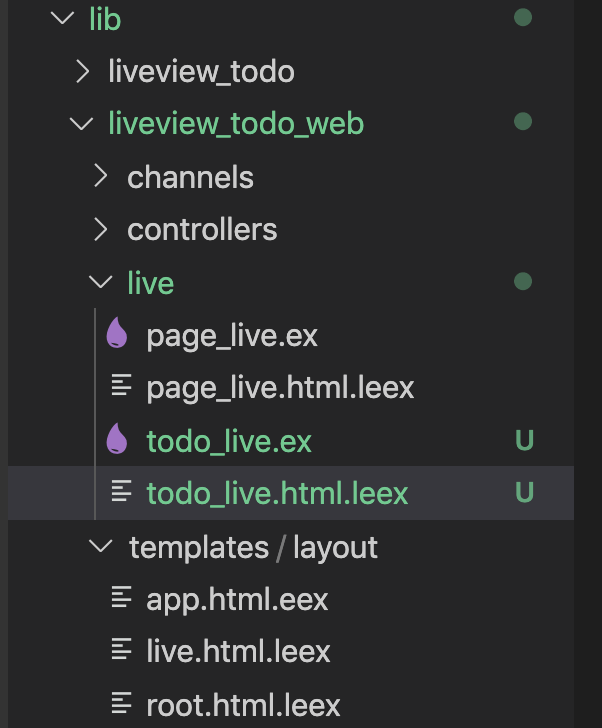 lib
liveview_todo
liveview_todo_web
channels
controllers
live
page_live.ex
page_live.html.leex
todo_live.ex U
todo_live.html.leex U
templates / layout
app.html.eex
live.html.leex
root.html.leex